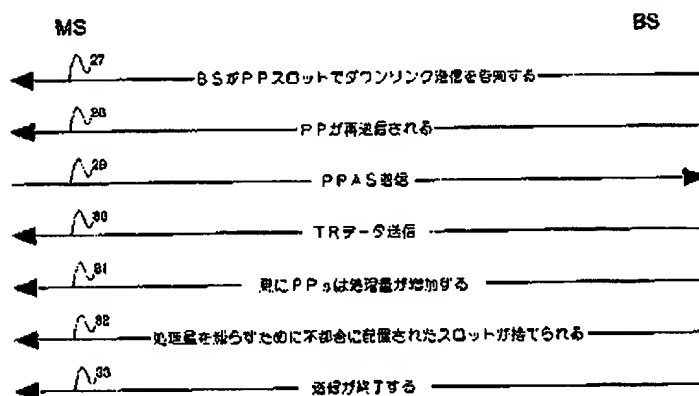 MS
BS
27
BSがPPスロットでダウンリンク送信を告知する
28
PPが再送信される
29
PPAS送信
30
TRデータ送信
31
更にPPsは処理量が増加する
32
処理量を減らすために不都合に配置されたスロットが捨てられる
33
送信が終了する